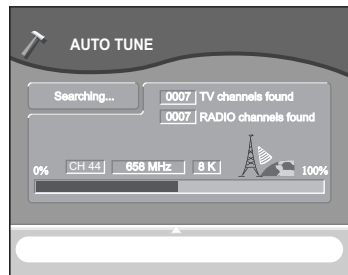 AUTO TUNE
Searching...
0007 TV channels found
0007 RADIO channels found
0% CH 44 658 MHz 8 K 100%